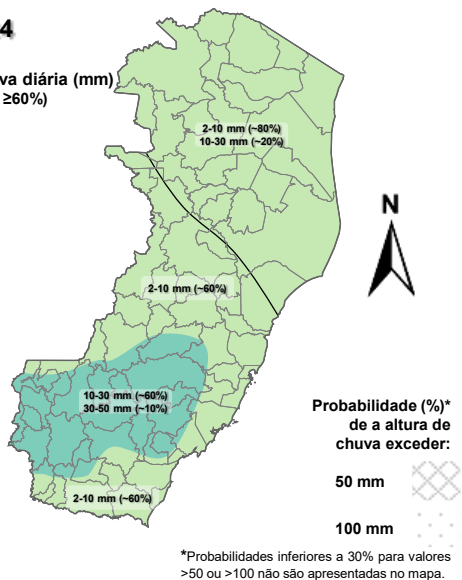 4
va diária (mm)
≥60%)
2-10 mm (~80%)
10-30 mm (~20%)
N
2-10 mm (~60%)
10-30 mm (~60%)
30-50 mm (~10%)
2-10 mm (~60%)
Probabilidade (%)*
de a altura de
chuva exceder:
50 mm
100 mm
*Probabilidades inferiores a 30% para valores
>50 ou >100 não são apresentadas no mapa.